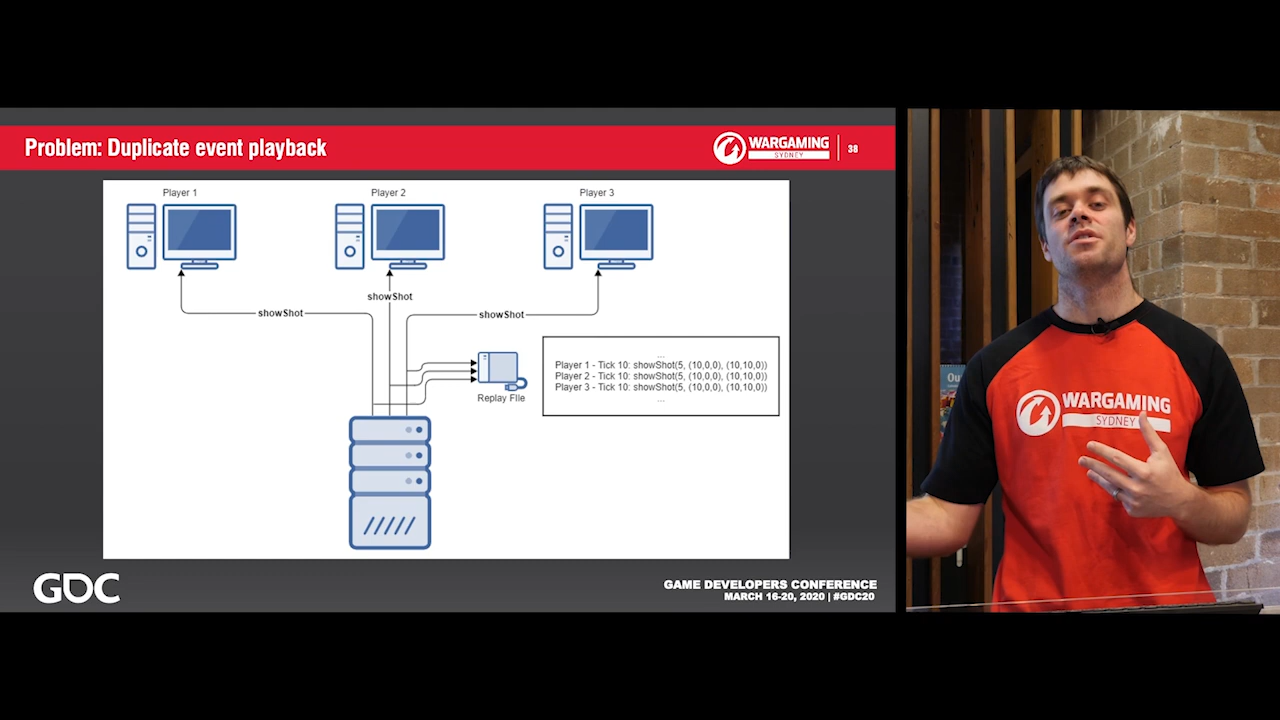 Problem: Duplicate event playback
WARGAMING
SYDNEY
38
Player 1
Player 2
Player 3
showShot
showShot
showShot
Replay File
...
Player 1 - Tick 10: showShot(5, (10,0,0), (10,10,0))
Player 2 - Tick 10: showShot(5, (10,0,0), (10,10,0))
Player 3 - Tick 10: showShot(5, (10,0,0), (10,10,0))
...
GDC
GAME DEVELOPERS CONFERENCE
MARCH 16-20, 2020 | #GDC20
WARGAMING
SYDNEY